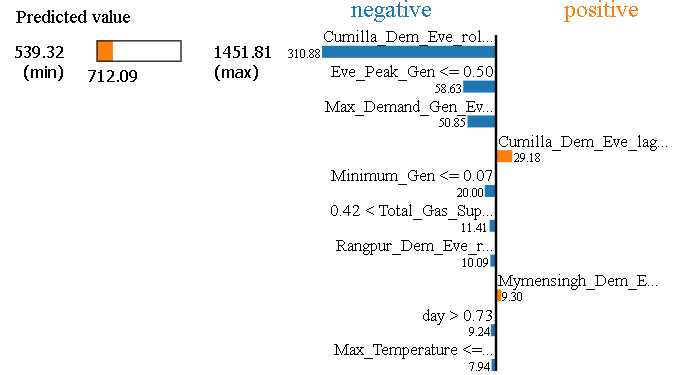 Predicted value
539.32
(min)
712.09
1451.81
(max)
negative
positive
Cumilla_Dem_Eve_rol...
310.88
Eve_Peak_Gen <= 0.50
58.63
Max_Demand_Gen_Ev...
50.85
Cumilla_Dem_Eve_lag...
29.18
Minimum_Gen <= 0.07
20.00
0.42 < Total_Gas_Sup...
11.41
Rangpur_Dem_Eve_r...
10.09
Mymensingh_Dem_E...
9.30
day > 0.73
9.24
Max_Temperature <=...
7.94